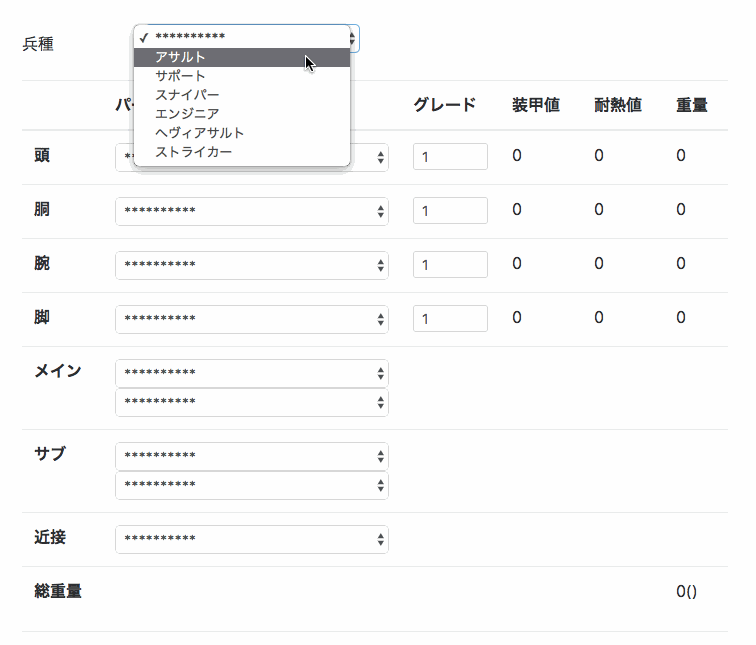 兵種
✓ **********
アサルト
サポート
スナイパー
エンジニア
ヘヴィアサルト
ストライカー
グレード 装甲値 耐熱値 重量
頭 1 0 0 0
胴 ********** 1 0 0 0
腕 ********** 1 0 0 0
脚 ********** 1 0 0 0
メイン **********
**********
サブ **********
**********
近接 **********
総重量 0()